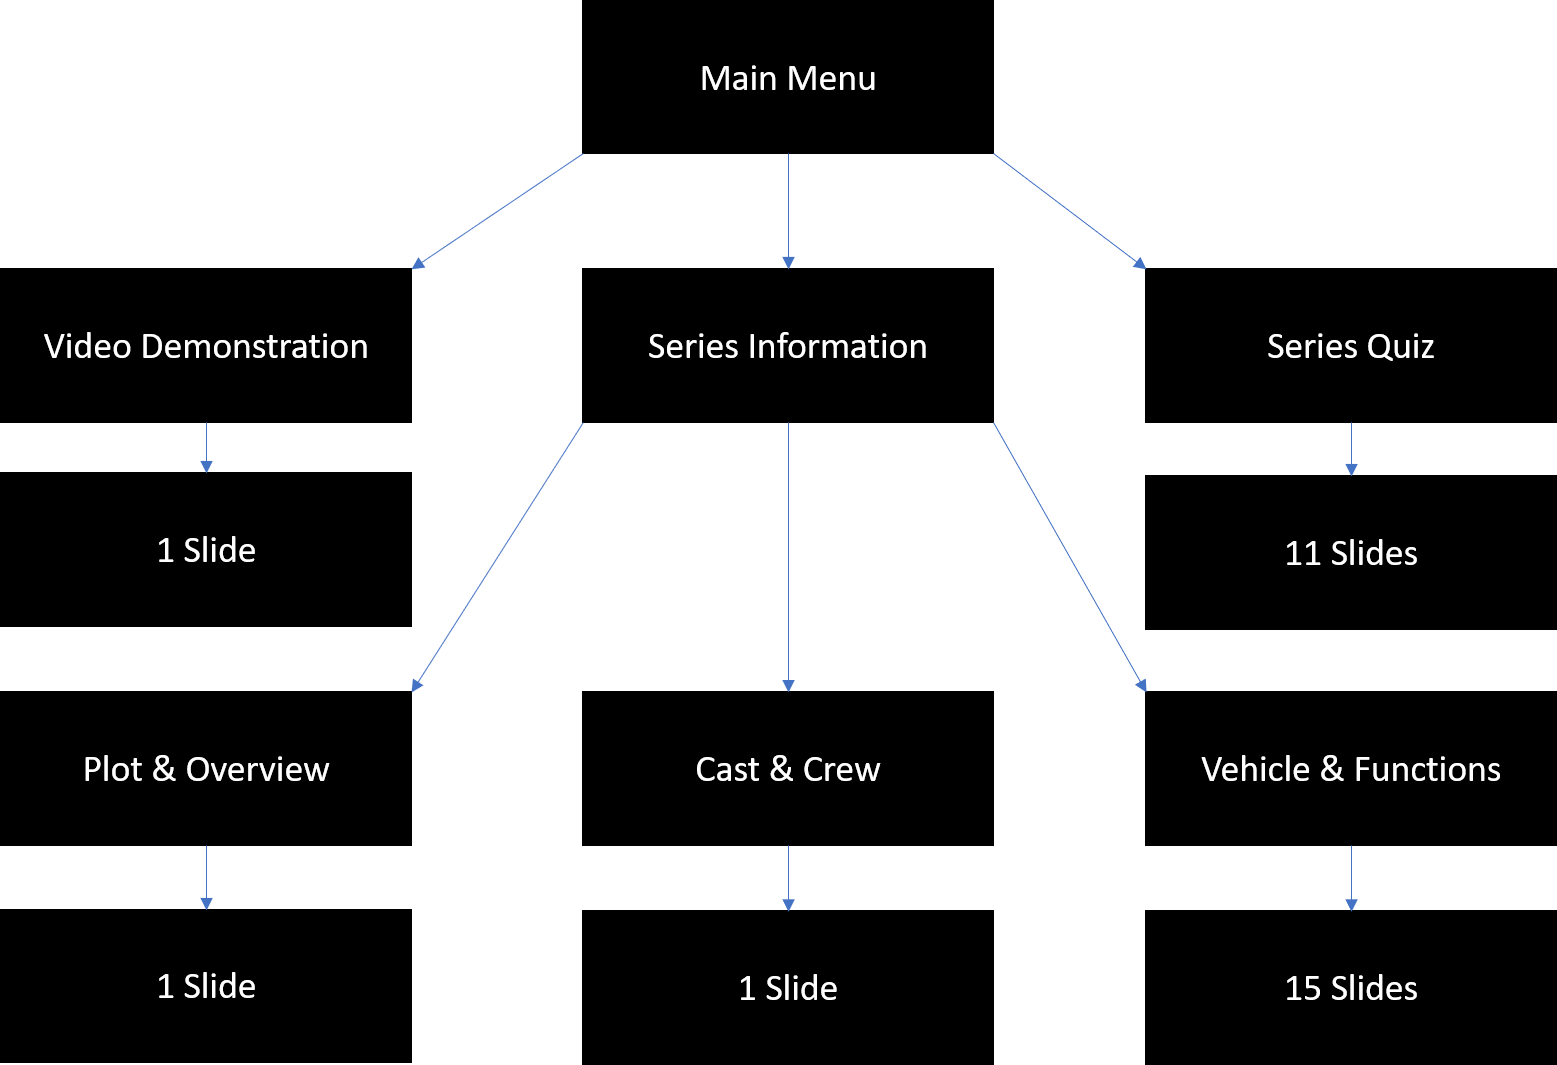 Main Menu
Video Demonstration
Series Information
Series Quiz
1 Slide
11 Slides
Plot & Overview
Cast & Crew
Vehicle & Functions
1 Slide
1 Slide
15 Slides